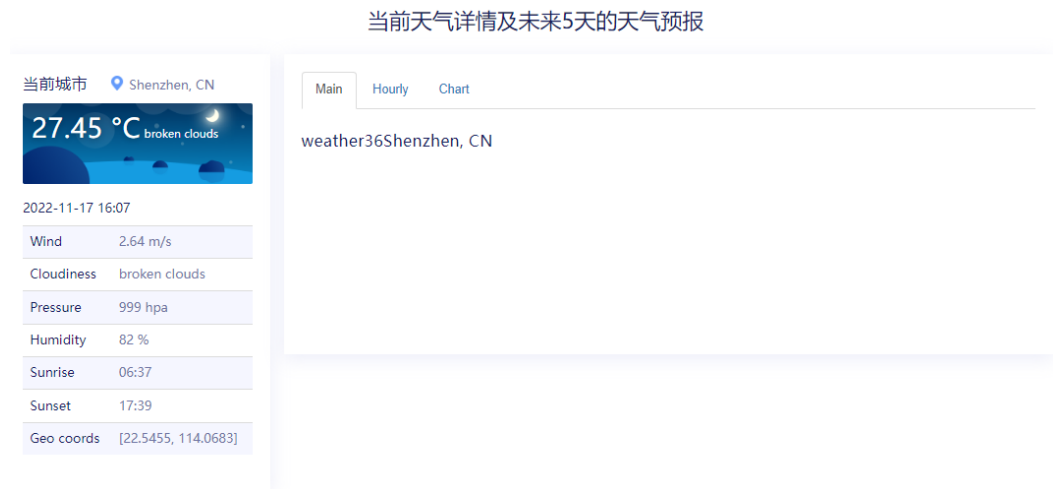 当前天气详情及未来5天的天气预报
当前城市 Shenzhen, CN
27.45 °C broken clouds
2022-11-17 16:07
Wind 2.64 m/s
Cloudiness broken clouds
Pressure 999 hpa
Humidity 82 %
Sunrise 06:37
Sunset 17:39
Geo coords [22.5455, 114.0683]
Main Hourly Chart
weather36Shenzhen, CN